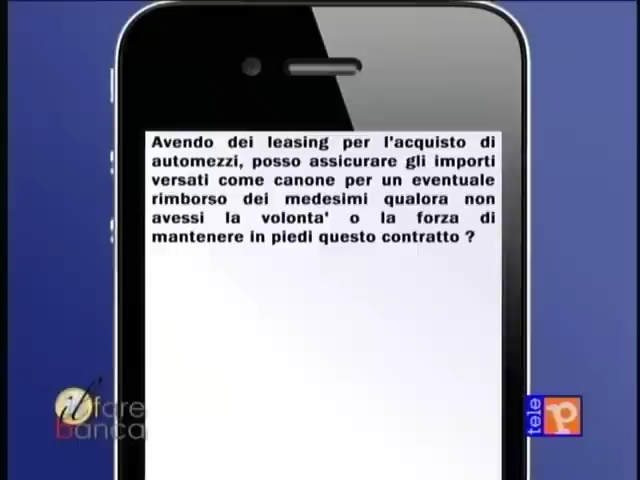 Avendo dei leasing per l'acquisto di
automezzi, posso assicurare gli importi
versati come canone per un eventuale
rimborso dei medesimi qualora non
avessi la volonta' o la forza di
mantenere in piedi questo contratto ?
il fare
banca
tele P